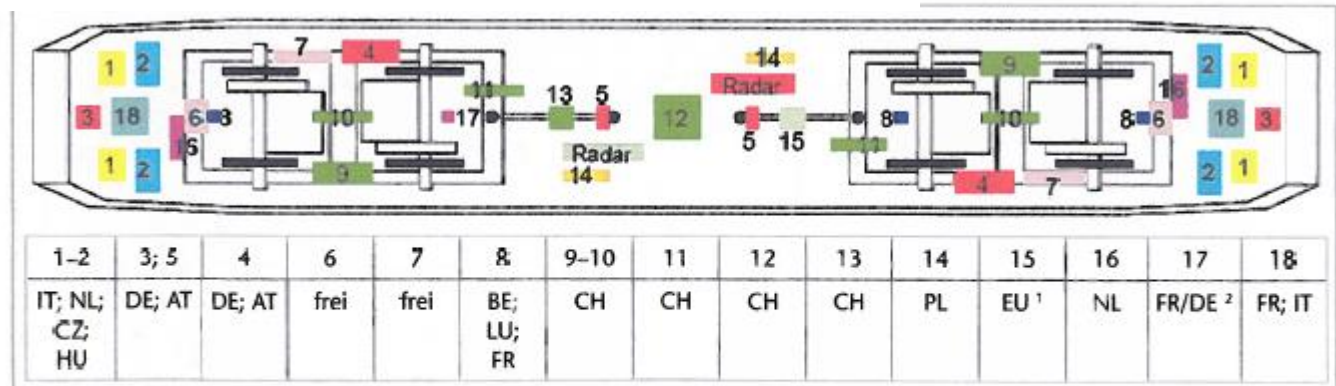 7 4 14 9
1 2 2 1
11 13 5 Radar 16
3 18 6 8 10 17 12 8 10 8 6 18 3
16 5 15 11
Radar
1 2 9 14 4 7 2 1
1–2 3; 5 4 6 7 8 9–10 11 12 13 14 15 16 17 18
IT; NL; DE; AT DE; AT frei frei BE; CH CH CH CH PL EU ¹ NL FR/DE ² FR; IT
CZ; LU;
HU FR